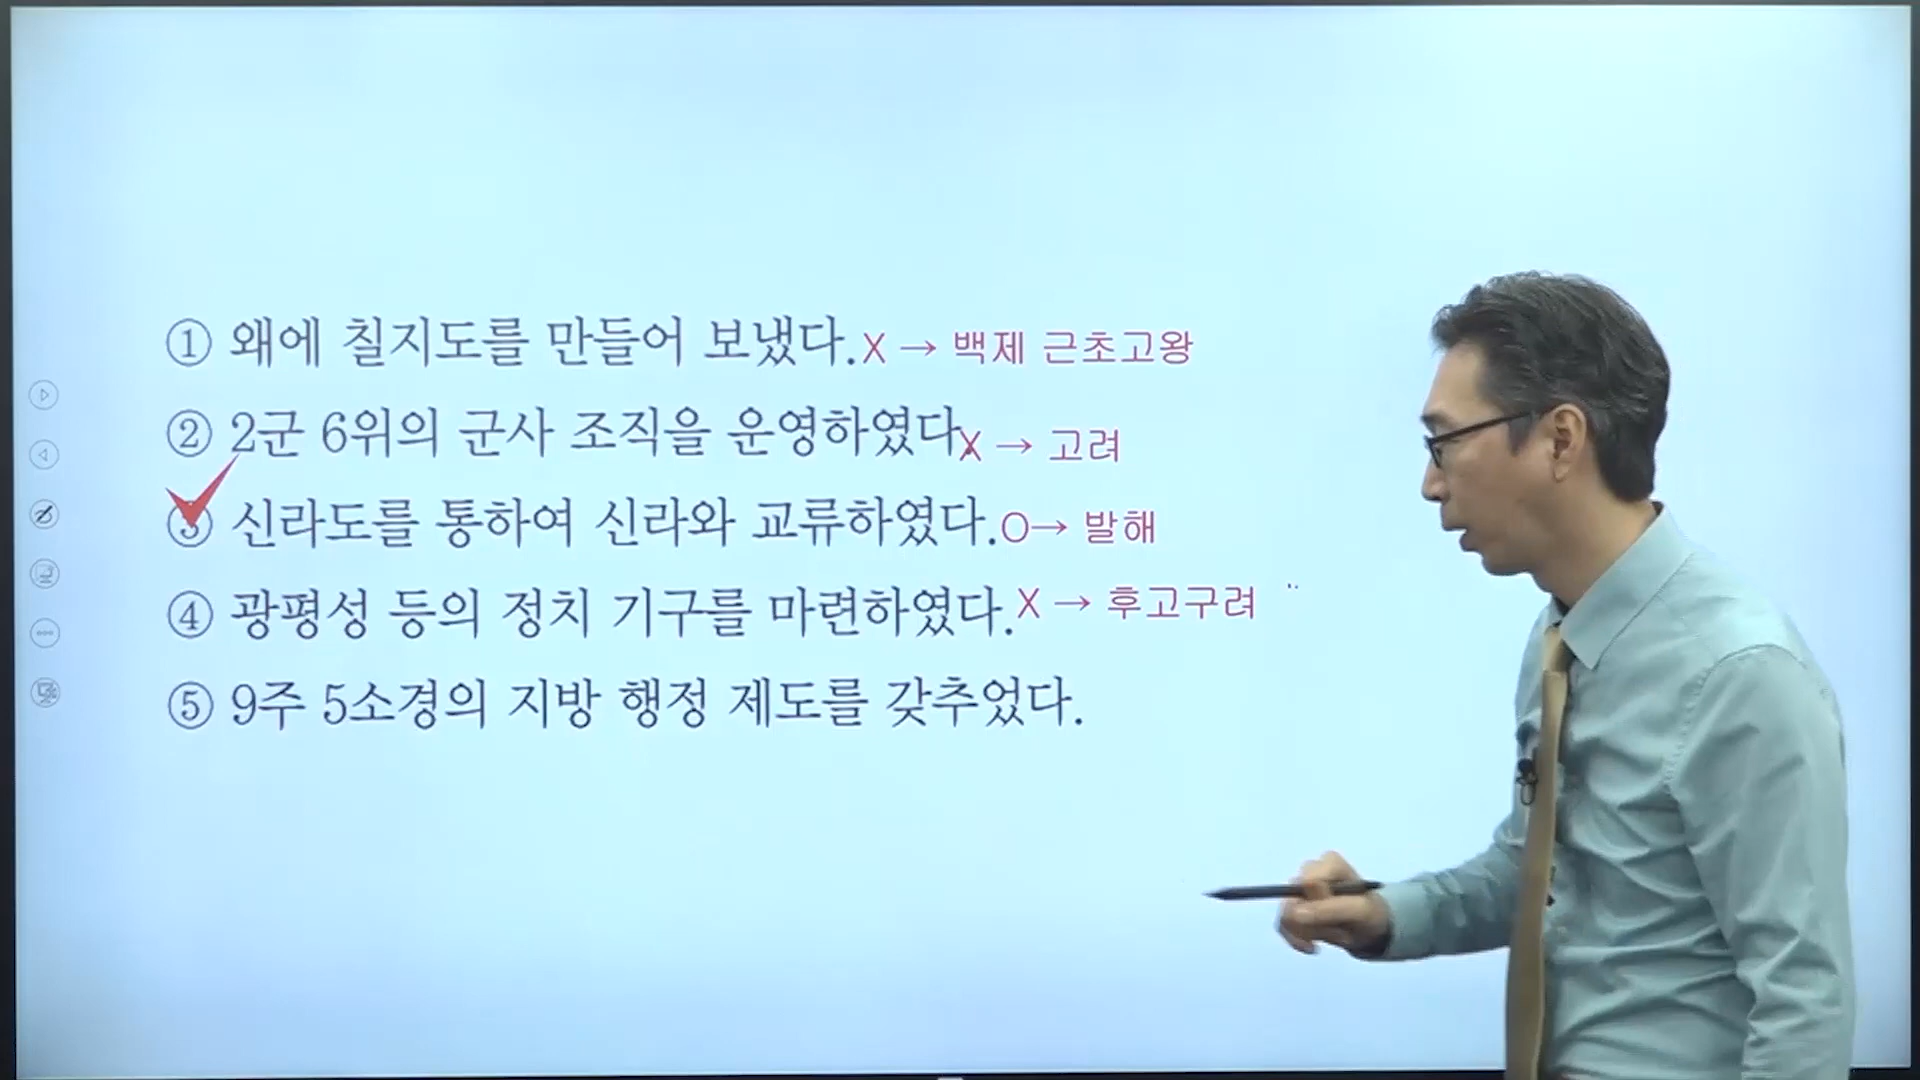 ① 왜에 칠지도를 만들어 보냈다. X → 백제 근초고왕
② 2군 6위의 군사 조직을 운영하였다. X → 고려
③ 신라도를 통하여 신라와 교류하였다. O→ 발해
④ 광평성 등의 정치 기구를 마련하였다. X → 후고구려
⑤ 9주 5소경의 지방 행정 제도를 갖추었다.